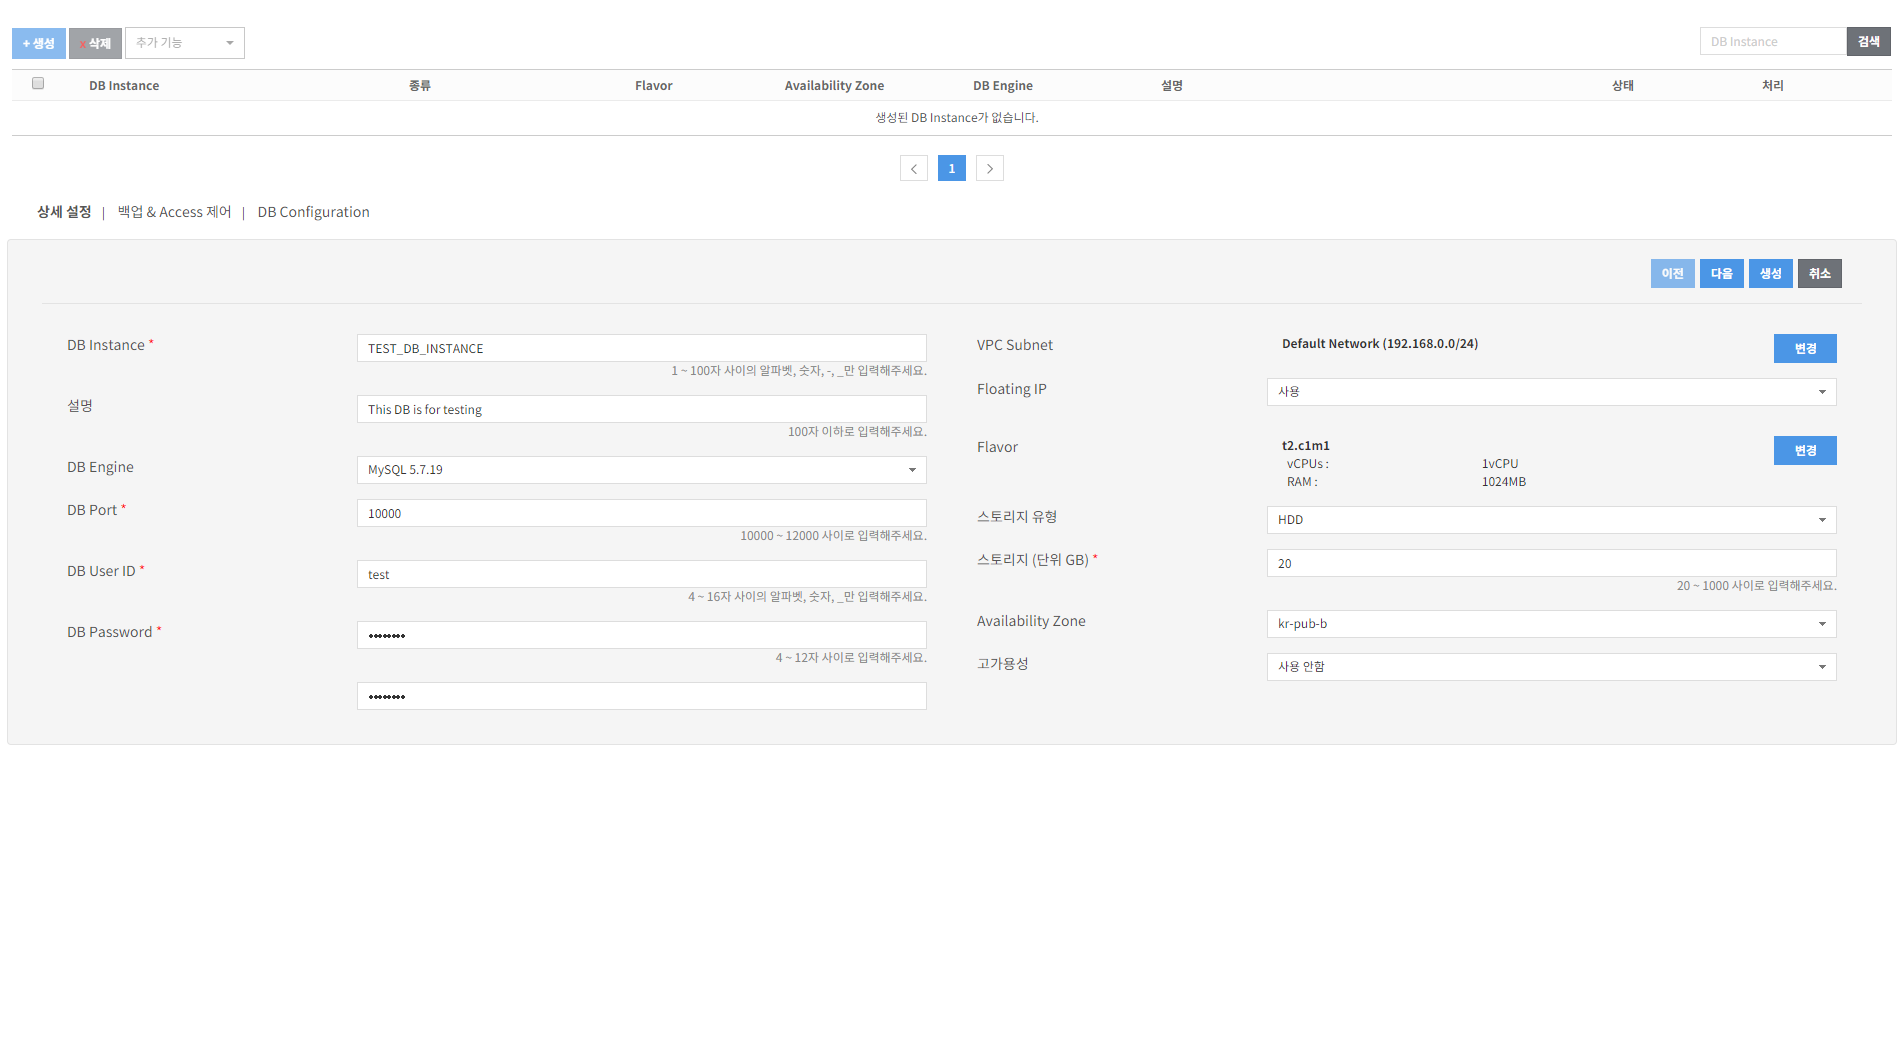 + 생성 x 삭제 추가 기능 DB Instance 검색
DB Instance 종류 Flavor Availability Zone DB Engine 설명 상태 처리
생성된 DB Instance가 없습니다.
1
상세 설정 | 백업 & Access 제어 | DB Configuration
이전 다음 생성 취소
DB Instance * TEST_DB_INSTANCE
1 ~ 100자 사이의 알파벳, 숫자, -, _만 입력해주세요.
설명 This DB is for testing
100자 이하로 입력해주세요.
DB Engine MySQL 5.7.19
DB Port * 10000
10000 ~ 12000 사이로 입력해주세요.
DB User ID * test
4 ~ 16자 사이의 알파벳, 숫자, _만 입력해주세요.
DB Password * ••••••••
4 ~ 12자 사이로 입력해주세요.
••••••••
VPC Subnet Default Network (192.168.0.0/24) 변경
Floating IP 사용
Flavor t2.c1m1 변경
vCPUs : 1vCPU
RAM : 1024MB
스토리지 유형 HDD
스토리지 (단위 GB) * 20
20 ~ 1000 사이로 입력해주세요.
Availability Zone kr-pub-b
고가용성 사용 안함